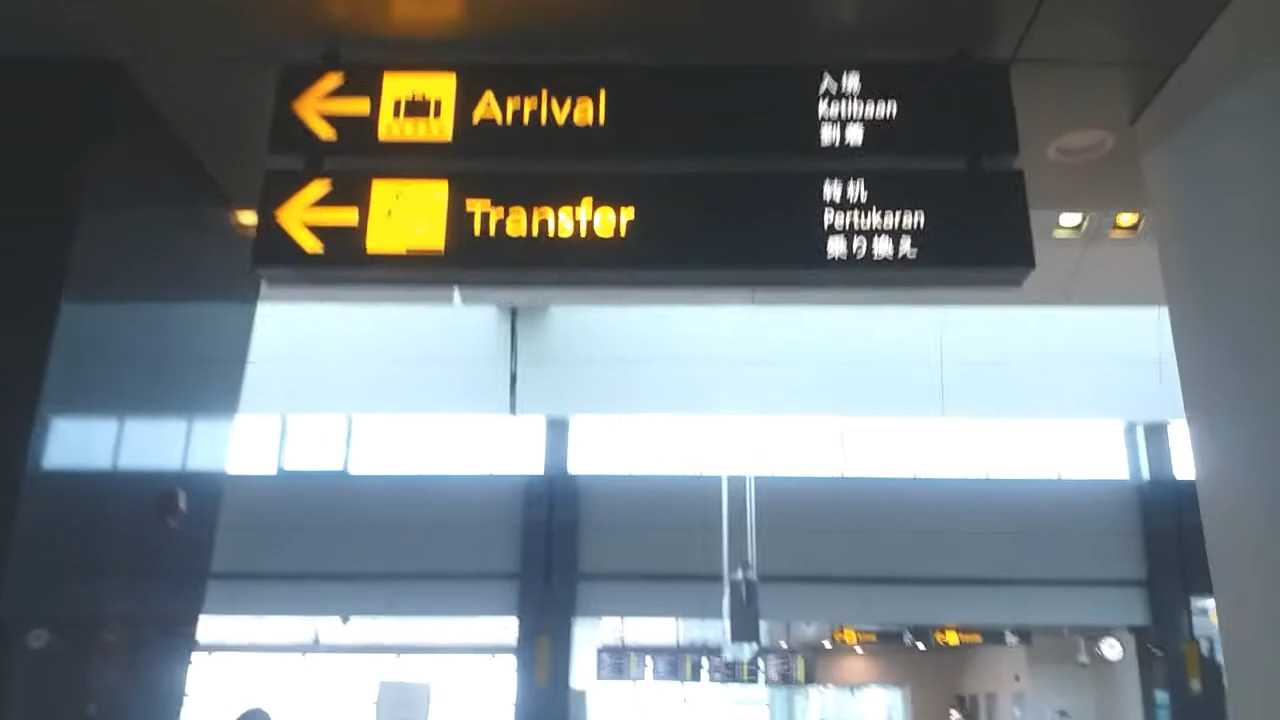 Arrival
入境
Ketibaan
到着
Transfer
转机
Pertukaran
乗り換え